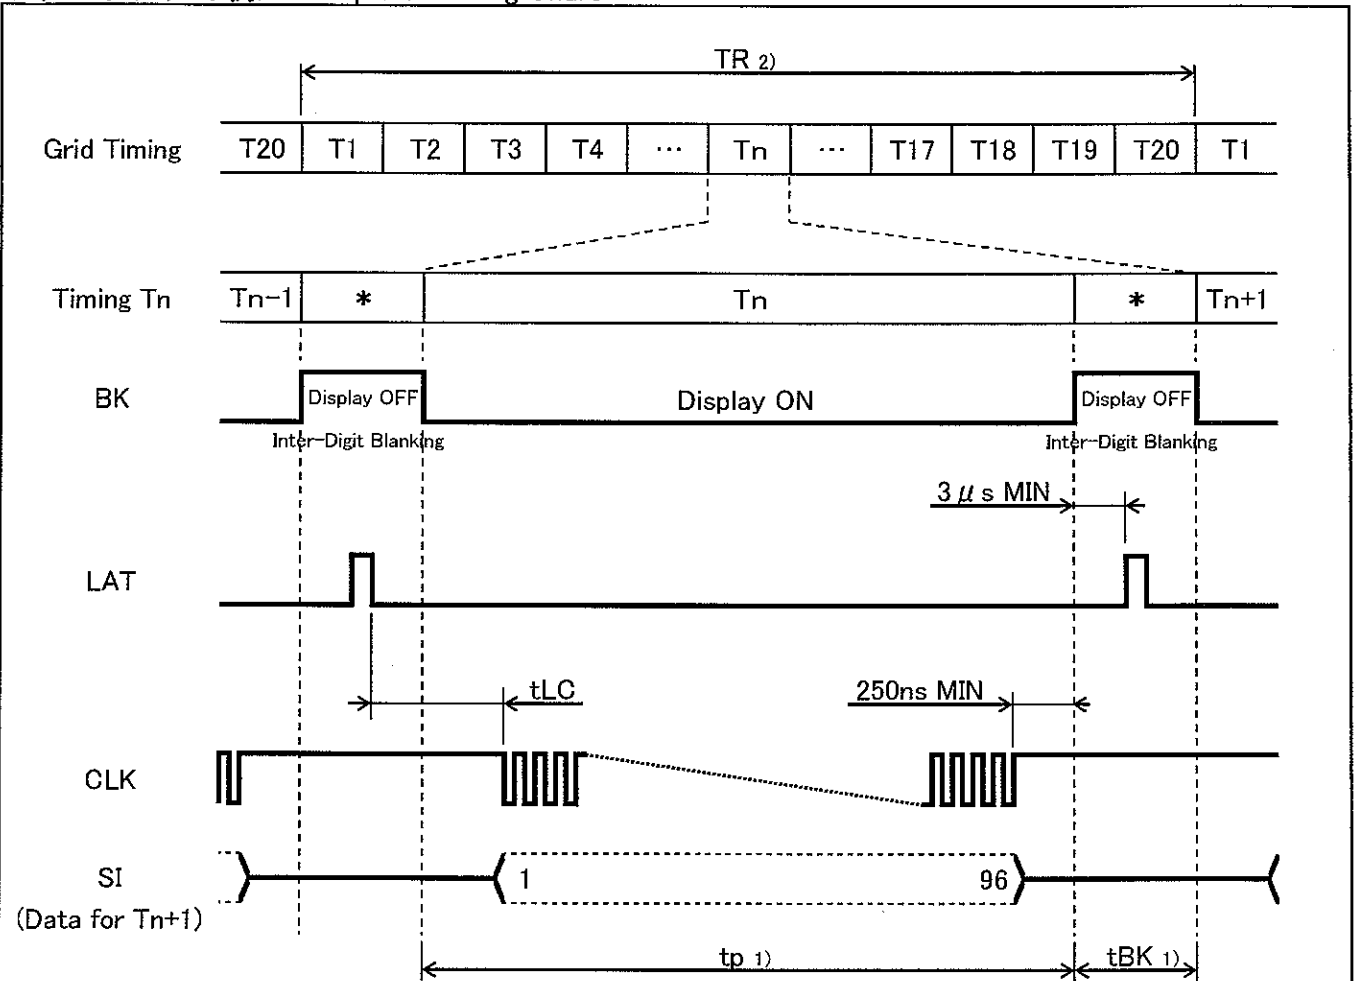 TR 2)
Grid Timing T20 T1 T2 T3 T4 … Tn … T17 T18 T19 T20 T1
Timing Tn Tn-1 * Tn * Tn+1
BK Display OFF Display ON Display OFF
Inter-Digit Blanking Inter-Digit Blanking
3 μs MIN
LAT
tLC 250ns MIN
CLK
SI 1 96
(Data for Tn+1)
tp 1) tBK 1)